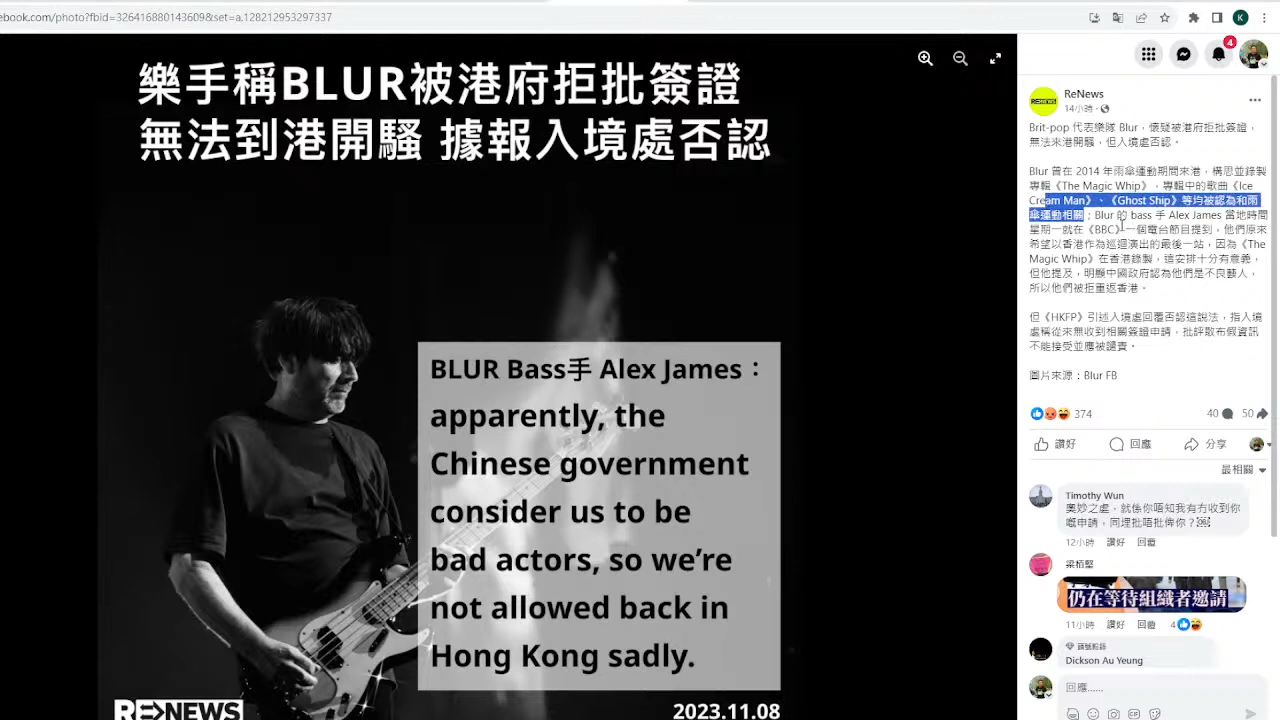 ebook.com/photo?fbid=326416880143609&set=a.128212953297337
K
樂手稱BLUR被港府拒批簽證
無法到港開騷 據報入境處否認
BLUR Bass手 Alex James：
apparently, the
Chinese government
consider us to be
bad actors, so we're
not allowed back in
Hong Kong sadly.
RE>NEWS
2023.11.08
4
RENEWS
ReNews
14小時 ·
Brit-pop 代表樂隊 Blur，懷疑被港府拒批簽證，
無法來港開騷，但入境處否認。
Blur 曾在 2014 年雨傘運動期間來港，構思並錄製
專輯《The Magic Whip》，專輯中的歌曲《Ice
Cream Man》、《Ghost Ship》等均被認為和雨
傘運動相關；Blur 的 bass 手 Alex James 當地時間
星期一就在《BBC》一個電台節目提到，他們原來
希望以香港作為巡迴演出的最後一站，因為《The
Magic Whip》在香港錄製，這安排十分有意義，
但他提及，明顯中國政府認為他們是不良藝人，
所以他們被拒重返香港。
但《HKFP》引述入境處回覆否認這說法，指入境
處稱從來無收到相關簽證申請，批評散布假資訊
不能接受並應被譴責。
圖片來源：Blur FB
374
40
50
讚好
回應
分享
最相關
Timothy Wun
奧妙之處，就係你唔知我有冇收到你
嘅申請，同埋批唔批俾你？
12小時 讚好 回覆
梁栢堅
仍在等待組織者邀請
11小時 讚好 回覆 4
頭號粉絲
Dickson Au Yeung
回應......